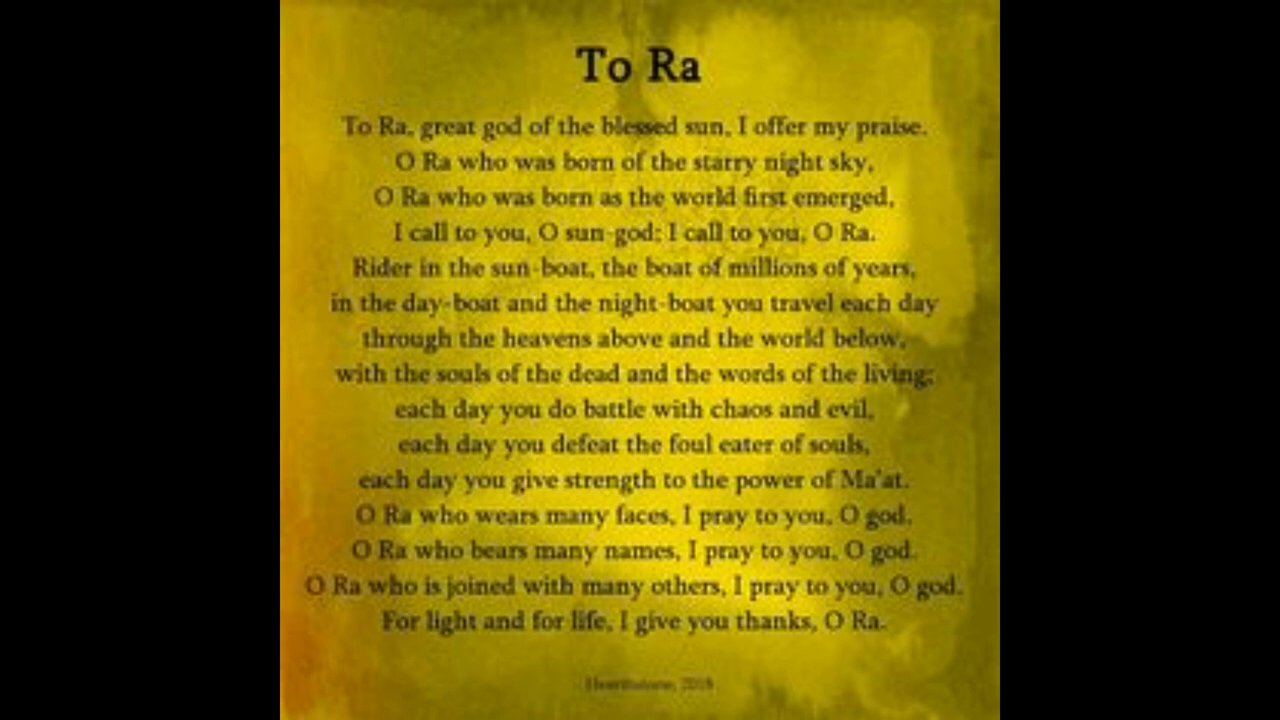 To Ra
To Ra, great god of the blessed sun, I offer my praise.
O Ra who was born of the starry night sky,
O Ra who was born as the world first emerged,
I call to you, O sun-god; I call to you, O Ra.
Rider in the sun-boat, the boat of millions of years,
in the day-boat and the night-boat you travel each day
through the heavens above and the world below,
with the souls of the dead and the words of the living;
each day you do battle with chaos and evil,
each day you defeat the foul eater of souls,
each day you give strength to the power of Ma'at.
O Ra who wears many faces, I pray to you, O god.
O Ra who bears many names, I pray to you, O god.
O Ra who is joined with many others, I pray to you, O god.
For light and for life, I give you thanks, O Ra.